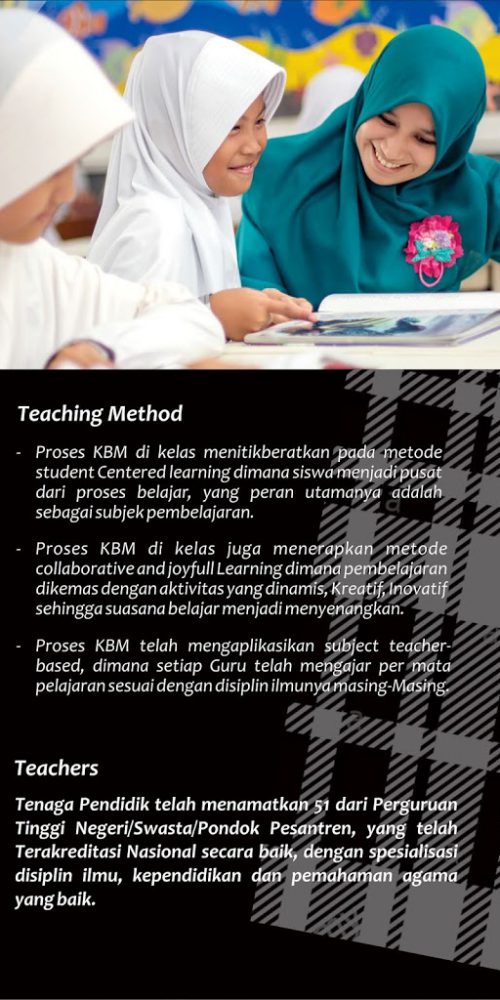 Teaching Method
- Proses KBM di kelas menitikberatkan pada metode
student Centered learning dimana siswa menjadi pusat
dari proses belajar, yang peran utamanya adalah
sebagai subjek pembelajaran.
- Proses KBM di kelas juga menerapkan metode
collaborative and joyfull Learning dimana pembelajaran
dikemas dengan aktivitas yang dinamis, Kreatif, Inovatif
sehingga suasana belajar menjadi menyenangkan.
- Proses KBM telah mengaplikasikan subject teacher-
based, dimana setiap Guru telah mengajar per mata
pelajaran sesuai dengan disiplin ilmunya masing-Masing.
Teachers
Tenaga Pendidik telah menamatkan 51 dari Perguruan
Tinggi Negeri/Swasta/Pondok Pesantren, yang telah
Terakreditasi Nasional secara baik, dengan spesialisasi
disiplin ilmu, kependidikan dan pemahaman agama
yang baik.